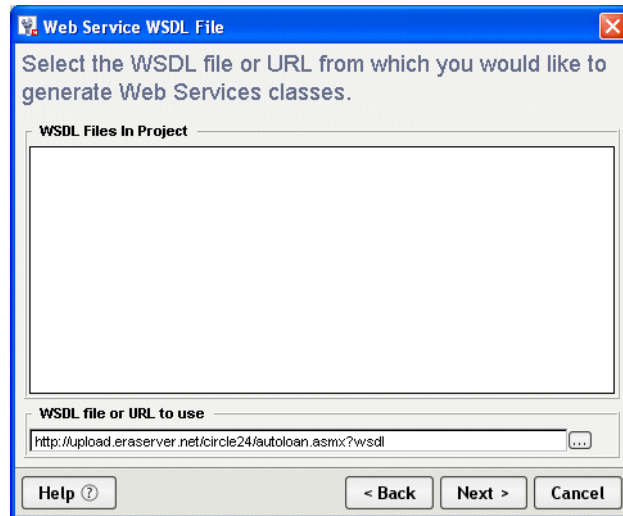 Web Service WSDL File
Select the WSDL file or URL from which you would like to
generate Web Services classes.
WSDL Files In Project
WSDL file or URL to use
http://upload.eraserver.net/circle24/autoloan.asmx?wsdl
...
Help ?
< Back
Next >
Cancel